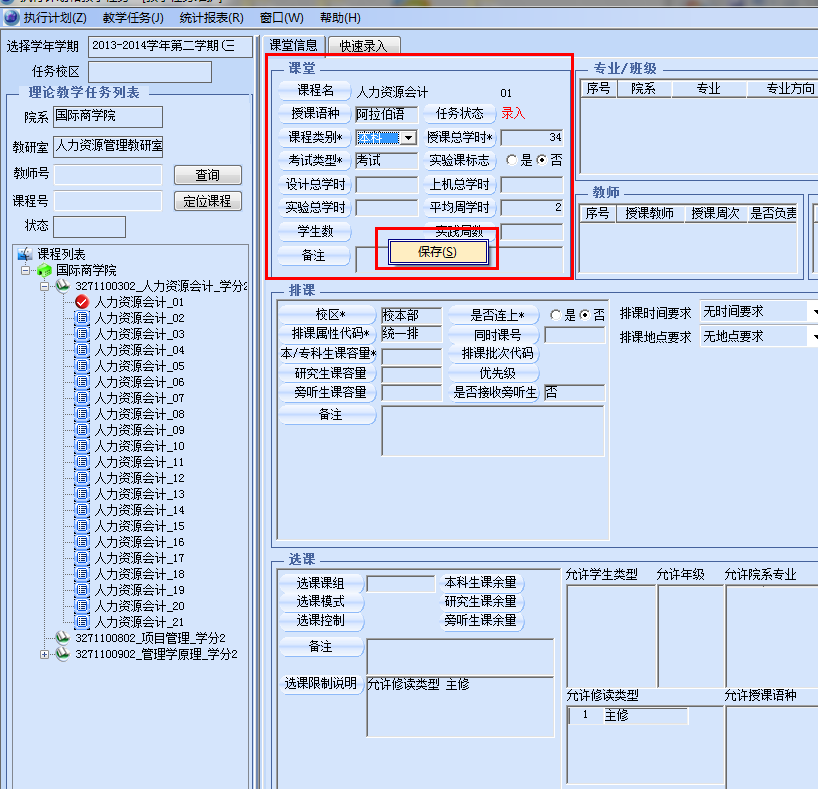 执行计划(Z) 教学任务(J) 统计报表(R) 窗口(W) 帮助(H)
选择学年学期 2013-2014学年第二学期(三
任务校区
理论教学任务列表
院系 国际商学院
教研室 人力资源管理教研室
教师号 查询
课程号 定位课程
状态
课程列表
国际商学院
3271100302_人力资源会计_学分2
人力资源会计_01
人力资源会计_02
人力资源会计_03
人力资源会计_04
人力资源会计_05
人力资源会计_06
人力资源会计_07
人力资源会计_08
人力资源会计_09
人力资源会计_10
人力资源会计_11
人力资源会计_12
人力资源会计_13
人力资源会计_14
人力资源会计_15
人力资源会计_16
人力资源会计_17
人力资源会计_18
人力资源会计_19
人力资源会计_20
人力资源会计_21
3271100802_项目管理_学分2
3271100902_管理学原理_学分2
课堂信息 快速录入
课堂
课程名 人力资源会计 01
授课语种 阿拉伯语 任务状态 录入
课程类别* 本科 授课总学时* 34
考试类型* 考试 实验课标志 是 否
设计总学时 上机总学时
实验总学时 平均周学时 2
学生数 实践周数
备注 保存(S)
专业/班级
序号 院系 专业 专业方向
教师
序号 授课教师 授课周次 是否负责
排课
校区* 校本部 是否连上* 是 否
排课属性代码* 统一排 同时课号
本/专科生课容量* 排课批次代码
研究生课容量 优先级
旁听生课容量 是否接收旁听生 否
备注
排课时间要求 无时间要求
排课地点要求 无地点要求
选课
选课课组 本科生课余量
选课模式 研究生课余量
选课控制 旁听生课余量
备注
选课限制说明 允许修读类型 主修
允许学生类型 允许年级 允许院系专业
允许修读类型 允许授课语种
1 主修